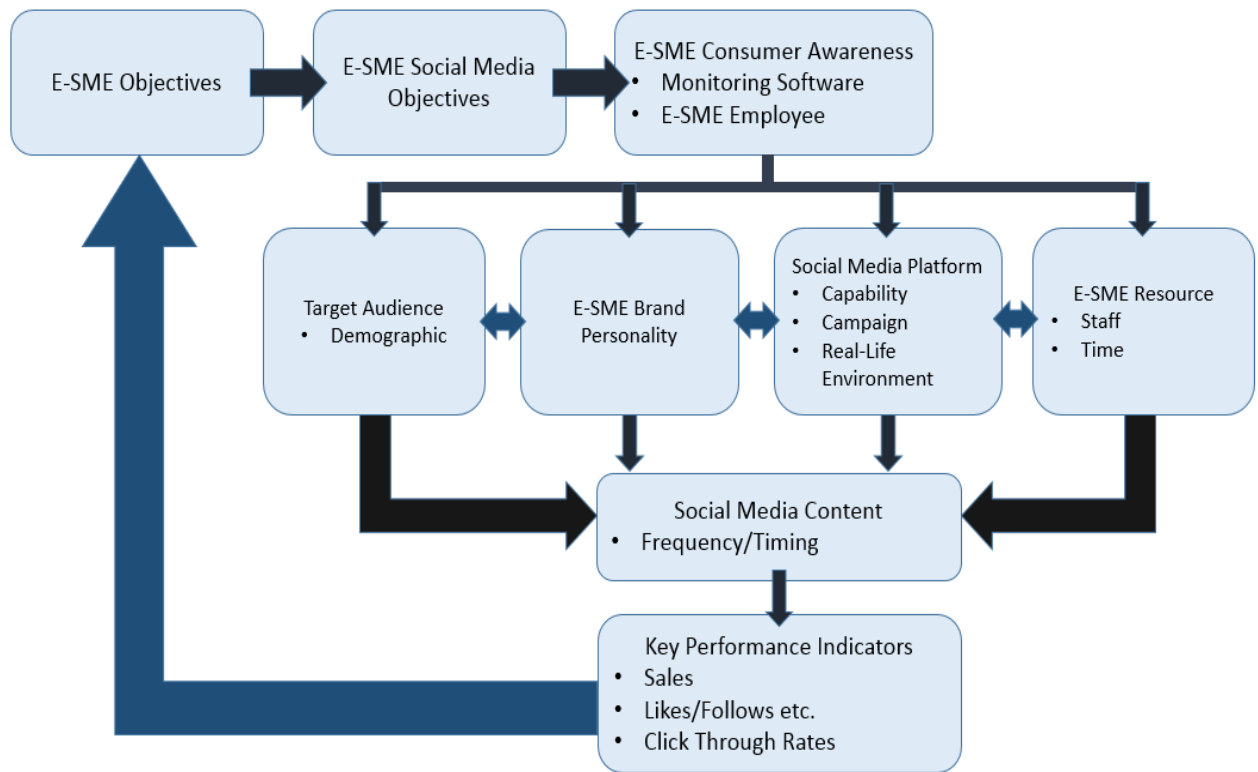 E-SME Objectives
E-SME Social Media
Objectives
E-SME Consumer Awareness
• Monitoring Software
• E-SME Employee
Target Audience
• Demographic
E-SME Brand
Personality
Social Media Platform
• Capability
• Campaign
• Real-Life
Environment
E-SME Resource
• Staff
• Time
Social Media Content
• Frequency/Timing
Key Performance Indicators
• Sales
• Likes/Follows etc.
• Click Through Rates